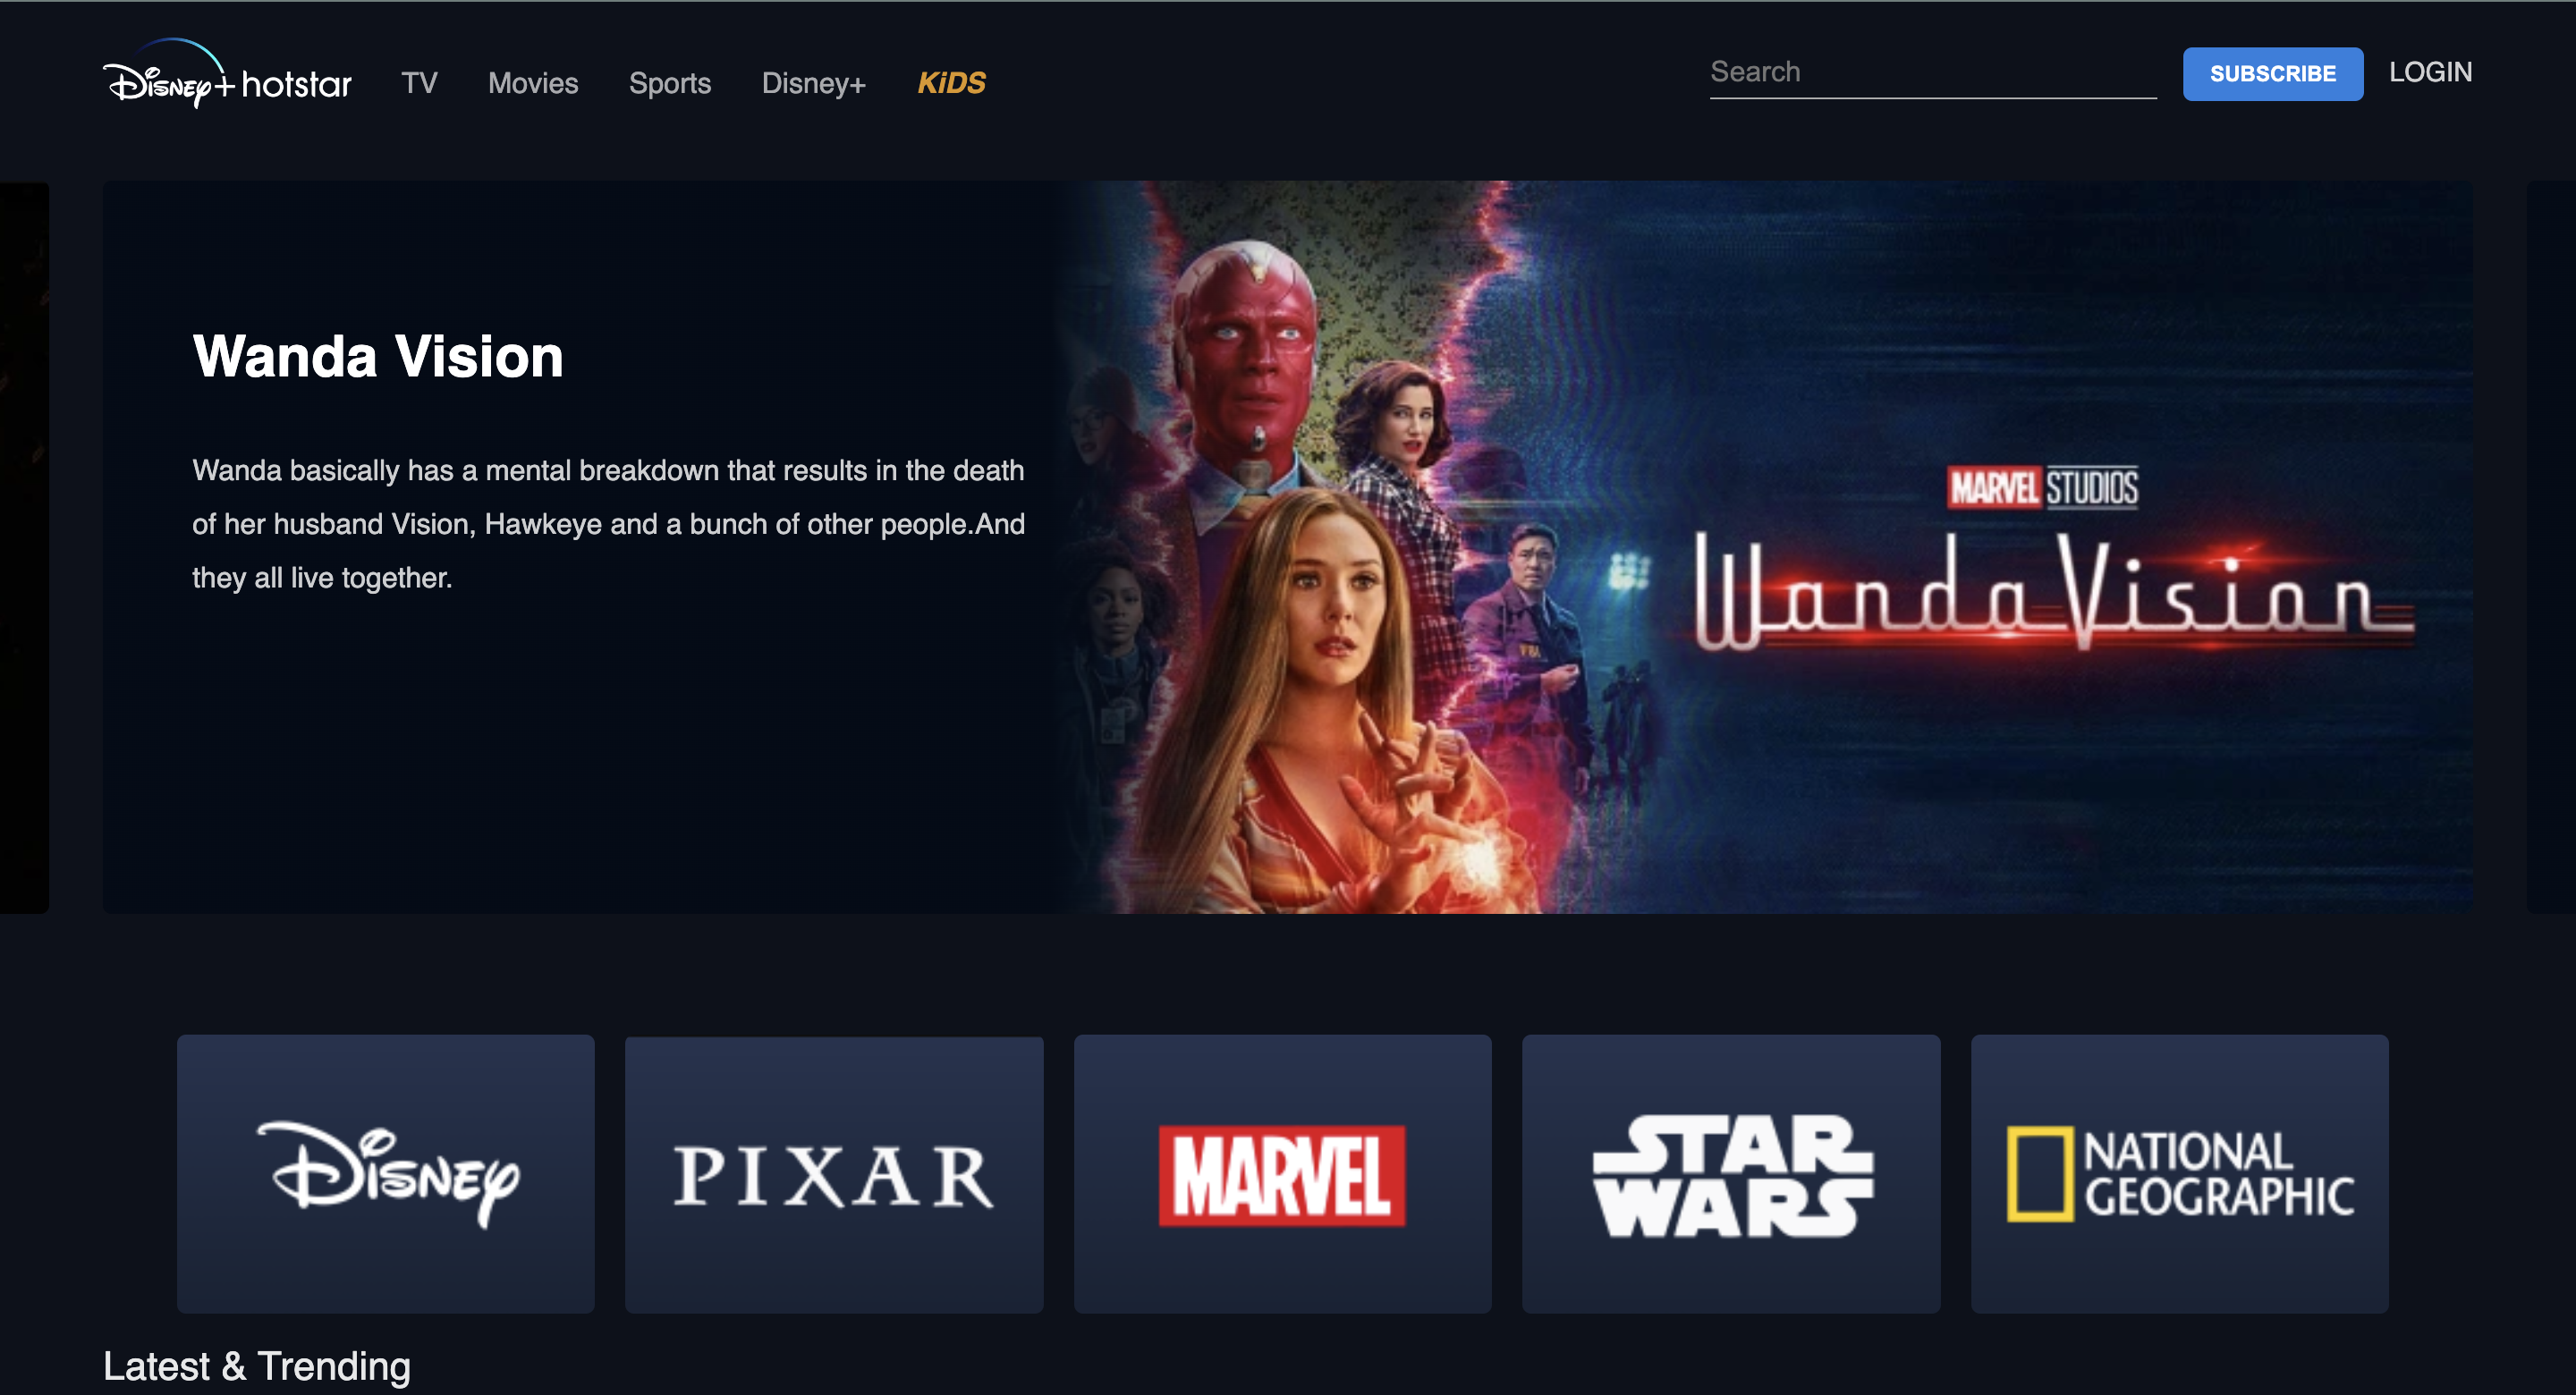 Disney+ hotstar TV Movies Sports Disney+ KiDS Search SUBSCRIBE LOGIN
Wanda Vision
Wanda basically has a mental breakdown that results in the death
of her husband Vision, Hawkeye and a bunch of other people.And
they all live together.
MARVEL STUDIOS
WandaVision
Disney
PIXAR
MARVEL
STAR
WARS
NATIONAL
GEOGRAPHIC
Latest & Trending